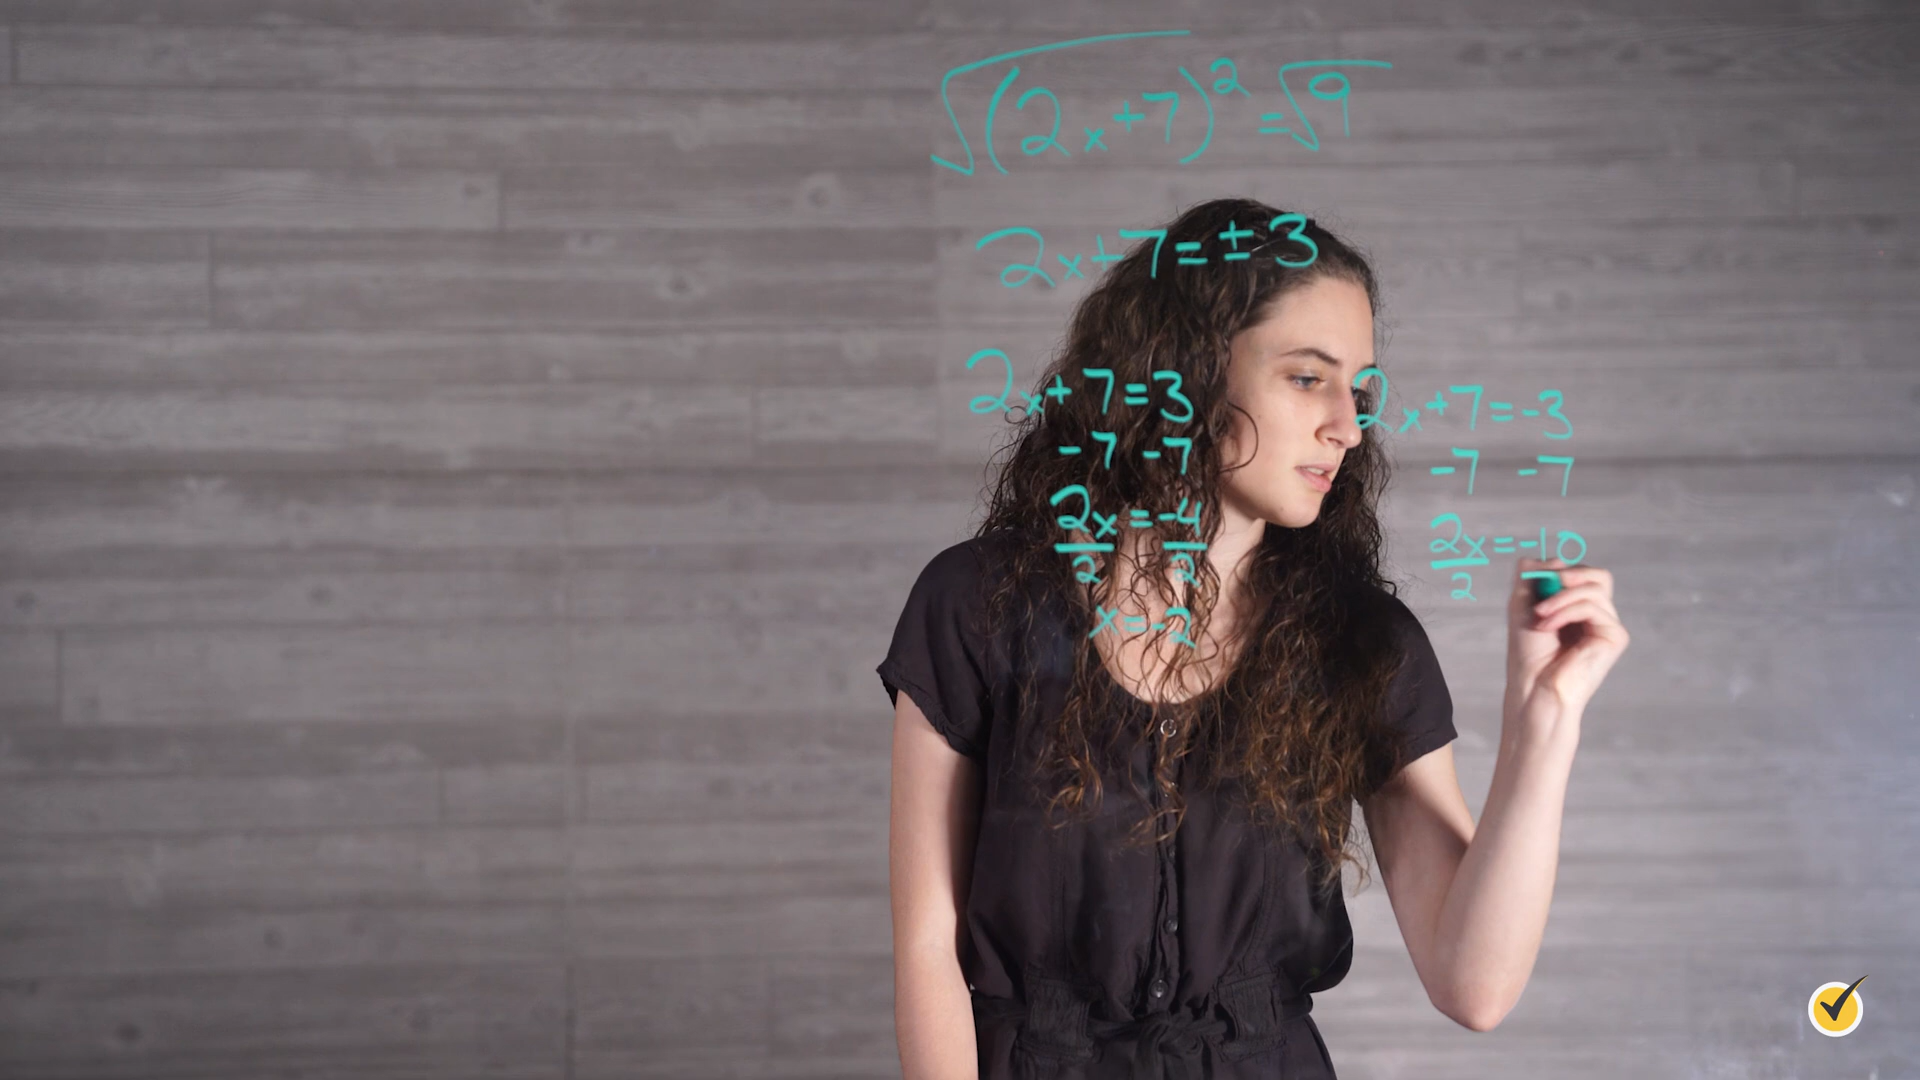 √(2x+7)² = √9
2x+7 = ±3
2x+7=3
-7 -7
2x = -4
2 2
x = -2
2x+7=-3
-7 -7
2x=-10
2